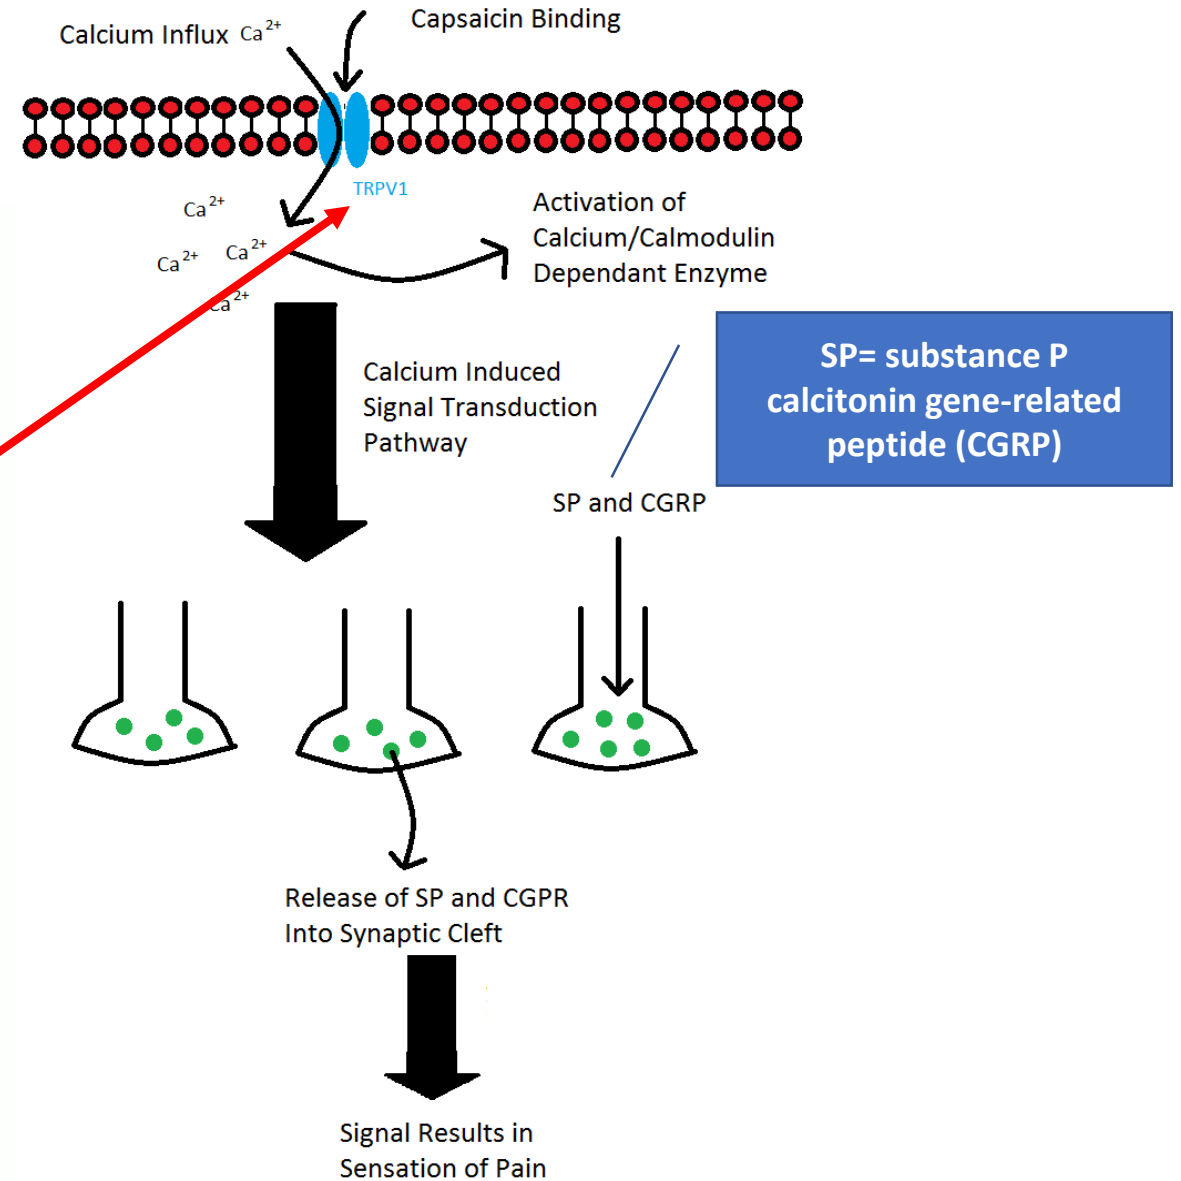 Calcium Influx Ca2+
Capsaicin Binding
TRPV1
Ca2+
Ca2+
Ca2+
Ca2+
Activation of
Calcium/Calmodulin
Dependant Enzyme
Calcium Induced
Signal Transduction
Pathway
SP= substance P
calcitonin gene-related
peptide (CGRP)
SP and CGRP
Release of SP and CGPR
Into Synaptic Cleft
Signal Results in
Sensation of Pain